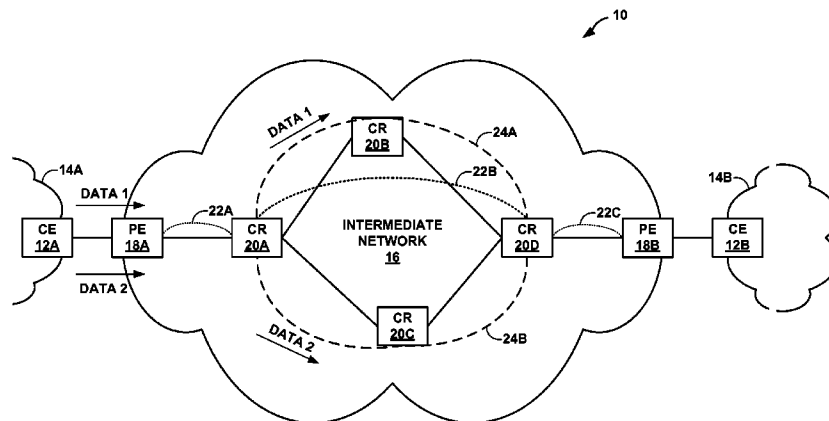 10
DATA 1
CR
20B
24A
14A
22B
14B
DATA 1
22A
22C
CE
12A
PE
18A
CR
20A
INTERMEDIATE
NETWORK
16
CR
20D
PE
18B
CE
12B
DATA 2
CR
20C
DATA 2
24B